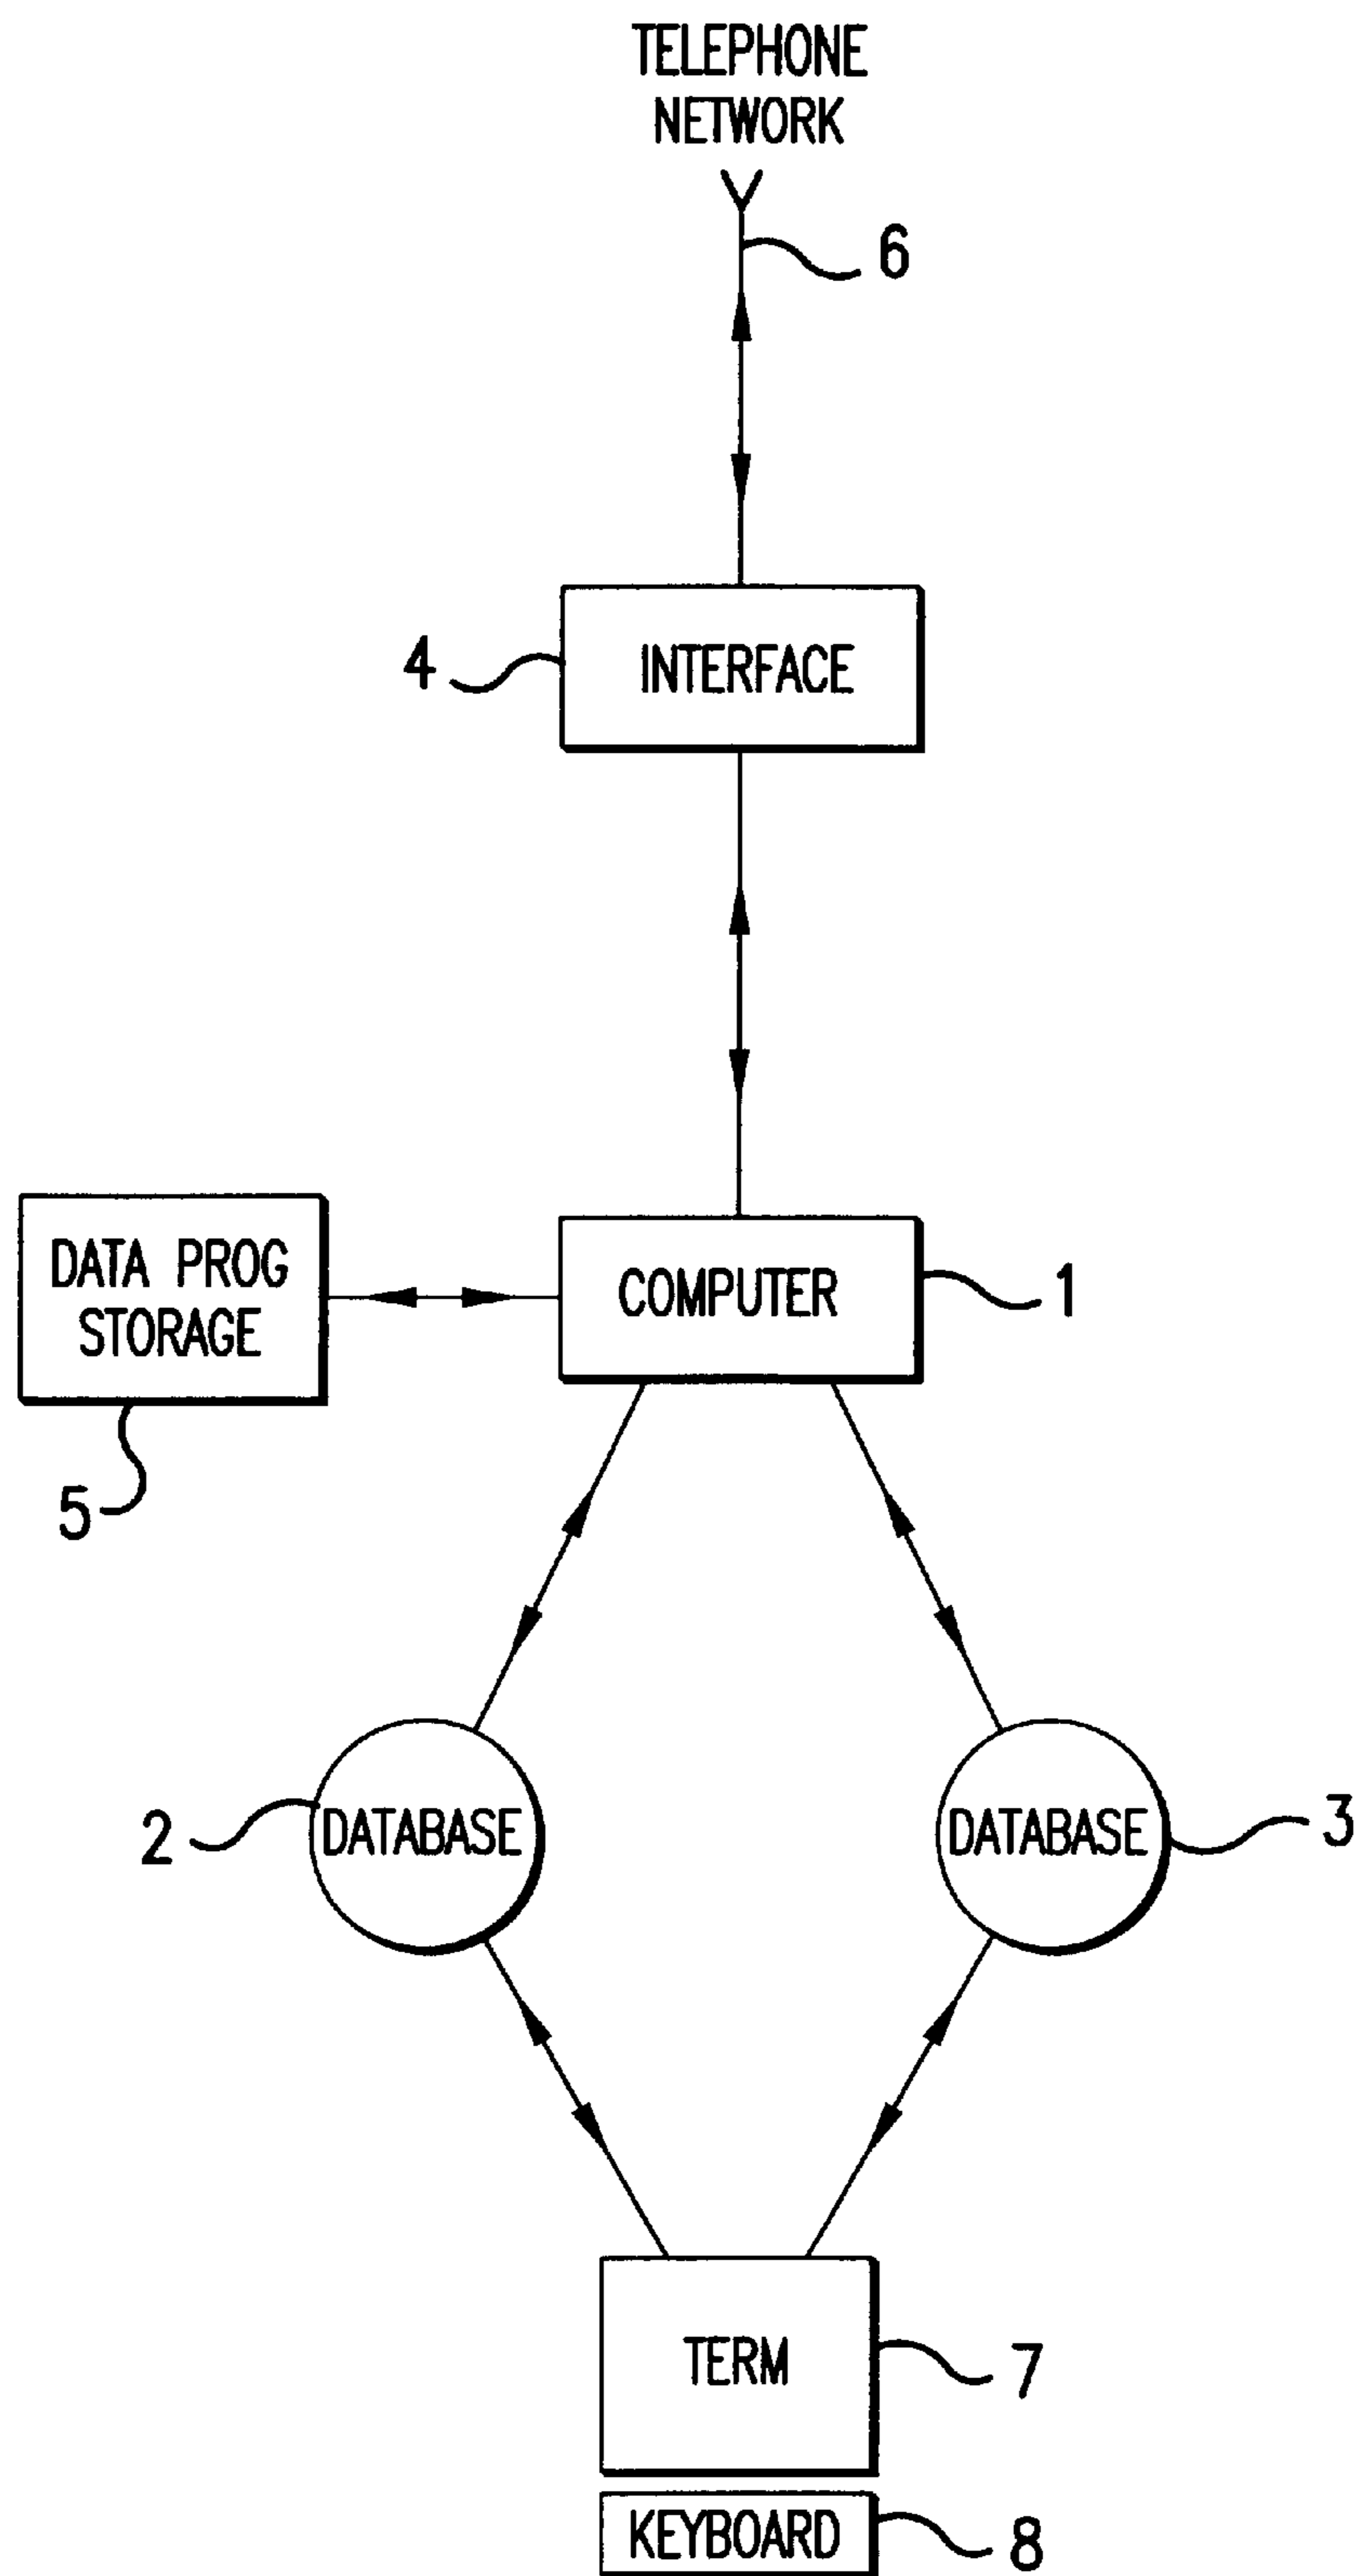 TELEPHONE
NETWORK
6
4
INTERFACE
DATA PROG
STORAGE
COMPUTER
1
5
2
DATABASE
DATABASE
3
TERM
7
KEYBOARD
8